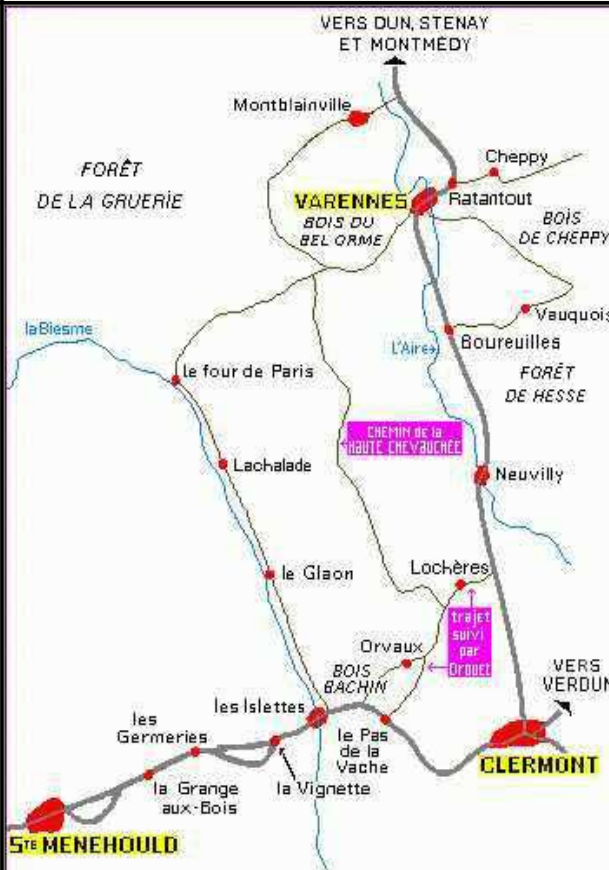 VERS DUN, STENAY
ET MONTMÉDY
Montblainville
Cheppy
FORÊT
DE LA GRUERIE
VARENNES
Ratantout
BOIS DU
BEL ORME
BOIS
DE CHEPPY
Vauquois
la Biesme
L'Aire
Boureuilles
le four de Paris
FORÊT
DE HESSE
CHEMIN de la
HAUTE CHEVAUCHÉE
Lachalade
Neuvilly
le Glaon
Lochères
trajet
suivi
par
Drouet
Orvaux
BOIS
BACHIN
VERS
VERDUN
les Islettes
les
Germeries
le Pas
de la
Vache
CLERMONT
la Grange
aux-Bois
la Vignette
STE MENEHOULD